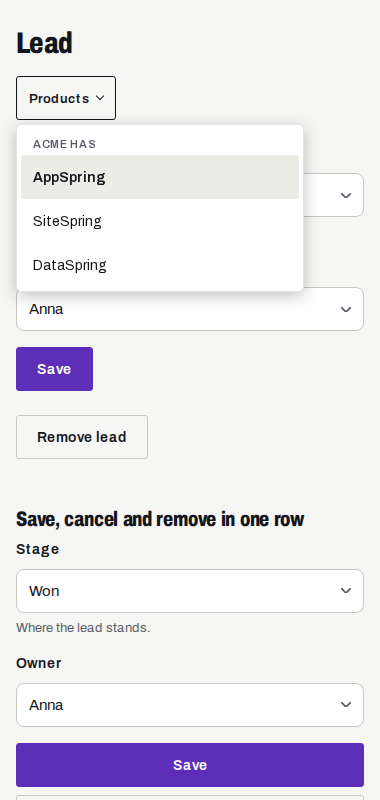 Lead
Products
ACME HAS
AppSpring
SiteSpring
DataSpring
Anna
Save
Remove lead
Save, cancel and remove in one row
Stage
Won
Where the lead stands.
Owner
Anna
Save